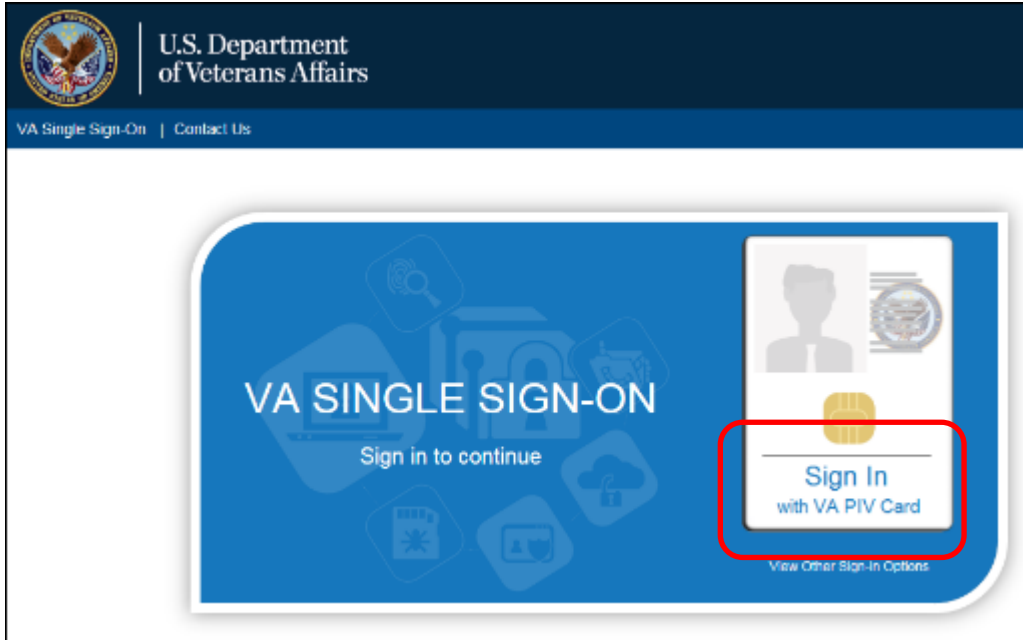 U.S. Department
of Veterans Affairs
VA Single Sign-On | Contact Us
VA SINGLE SIGN-ON
Sign in to continue
Sign In
with VA PIV Card
View Other Sign-In Options